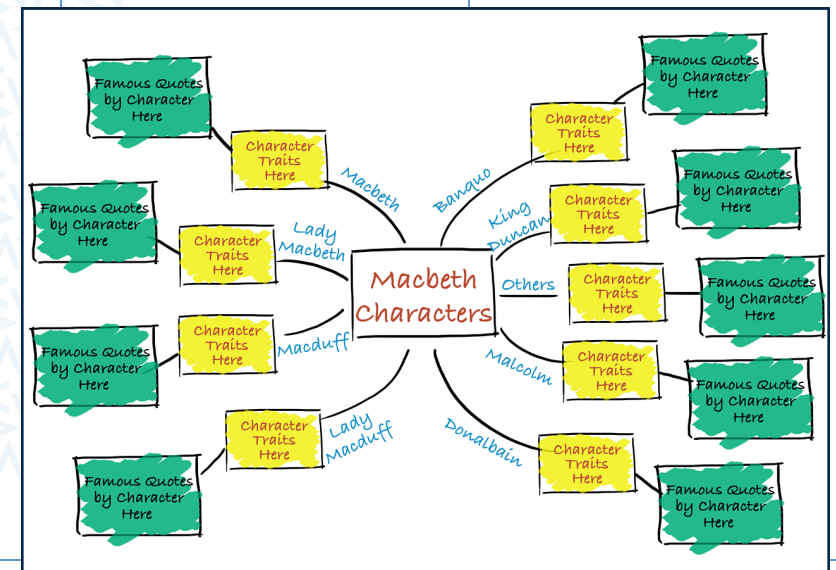 Macbeth
Characters
Macbeth
Character
Traits
Here
Famous Quotes
by Character
Here
Lady
Macbeth
Character
Traits
Here
Famous Quotes
by Character
Here
Macduff
Character
Traits
Here
Famous Quotes
by Character
Here
Lady
Macduff
Character
Traits
Here
Famous Quotes
by Character
Here
Banquo
Character
Traits
Here
Famous Quotes
by Character
Here
King
Duncan
Character
Traits
Here
Famous Quotes
by Character
Here
Others
Character
Traits
Here
Famous Quotes
by Character
Here
Malcolm
Character
Traits
Here
Famous Quotes
by Character
Here
Donalbain
Character
Traits
Here
Famous Quotes
by Character
Here